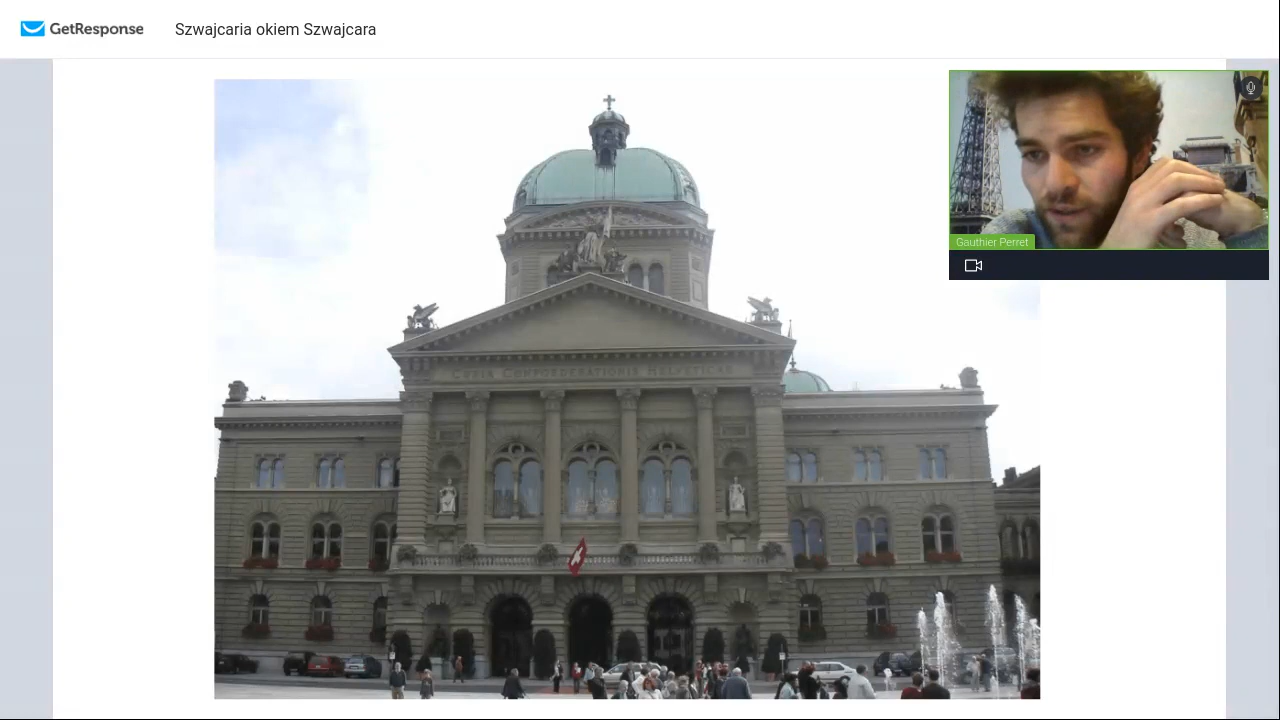 GetResponse
Szwajcaria okiem Szwajcara
Gauthier Perret
CURIA CONFOEDERATIONIS HELVETICAE